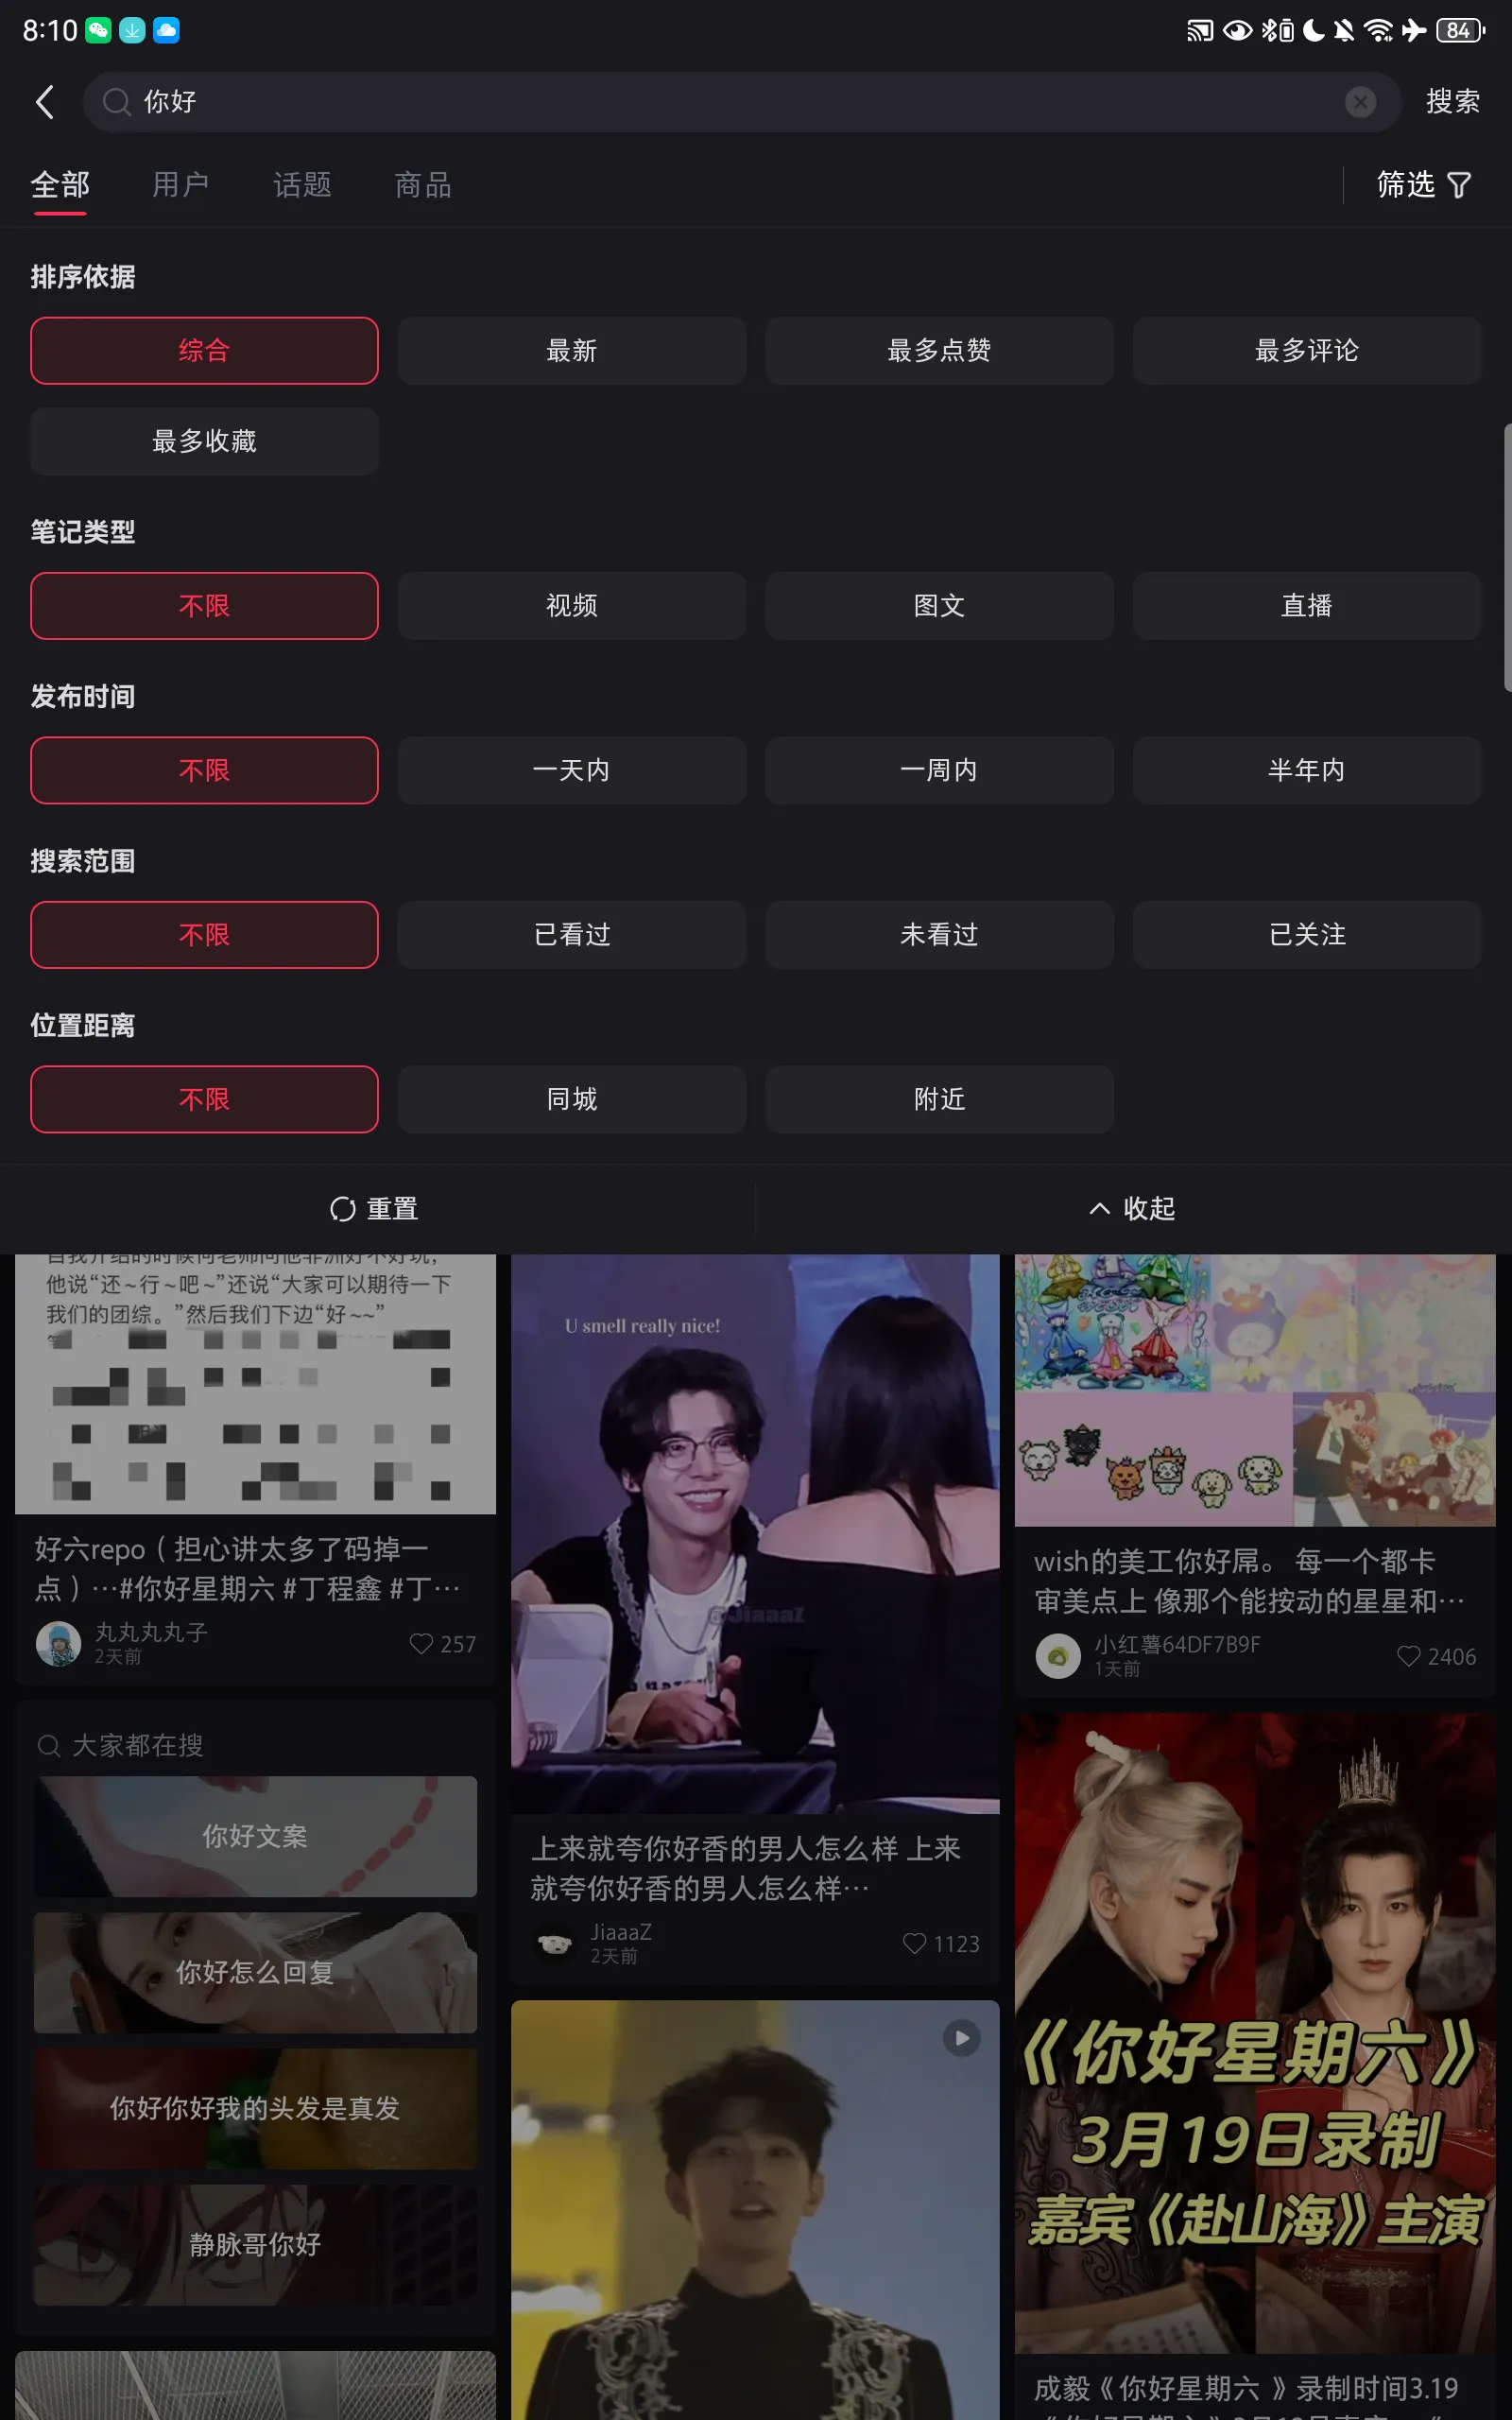 8:10
84
你好
搜索
全部
用户
话题
商品
筛选
排序依据
综合
最新
最多点赞
最多评论
最多收藏
笔记类型
不限
视频
图文
直播
发布时间
不限
一天内
一周内
半年内
搜索范围
不限
已看过
未看过
已关注
位置距离
不限
同城
附近
重置
收起
他说“还~行~吧~”还说“大家可以期待一下
我们的团综。”然后我们下边“好~~”
好六repo（担心讲太多了码掉一
点）…#你好星期六 #丁程鑫 #丁…
丸丸丸丸子
2天前
257
大家都在搜
你好文案
你好怎么回复
你好你好我的头发是真发
静脉哥你好
U smell really nice!
@JiaaaZ
上来就夸你好香的男人怎么样 上来
就夸你好香的男人怎么样…
JiaaaZ
2天前
1123
wish的美工你好屌。 每一个都卡
审美点上 像那个能按动的星星和…
小红薯64DF7B9F
1天前
2406
《你好星期六》
3月19日录制
嘉宾《赴山海》主演
成毅《你好星期六 》录制时间3.19